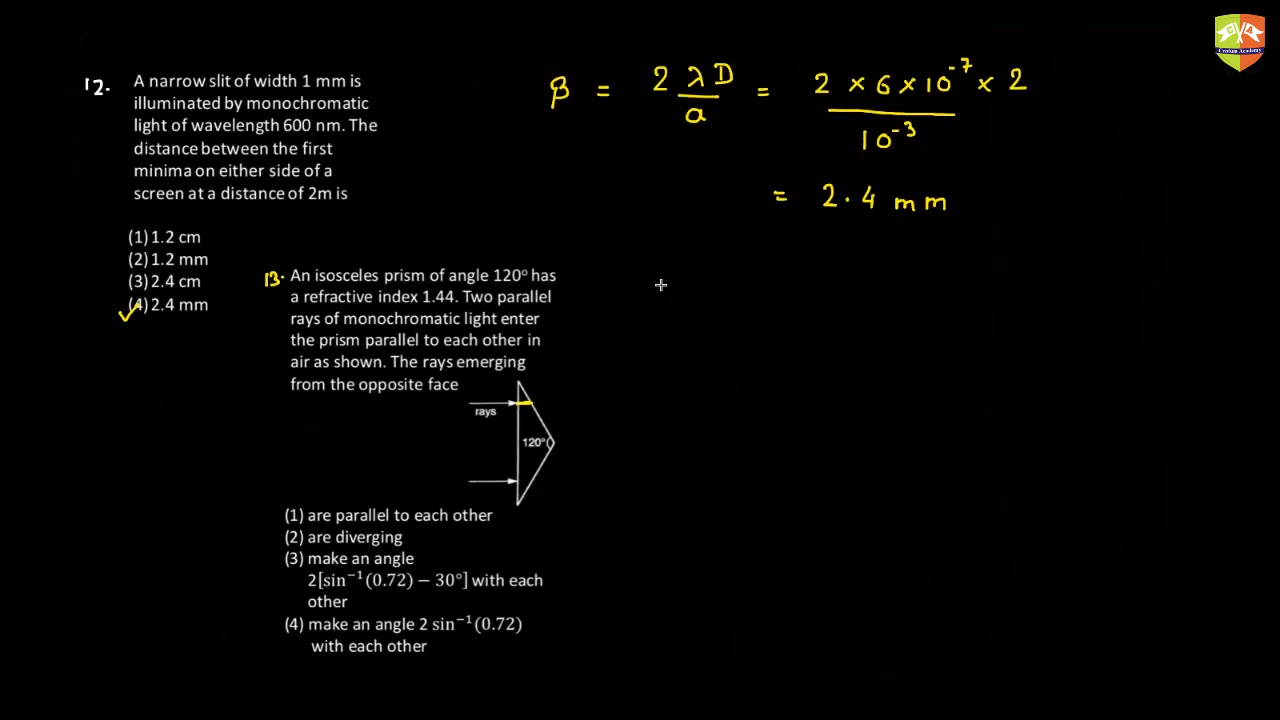 12. A narrow slit of width 1 mm is
illuminated by monochromatic
light of wavelength 600 nm. The
distance between the first
minima on either side of a
screen at a distance of 2m is
(1) 1.2 cm
(2) 1.2 mm
(3) 2.4 cm
(4) 2.4 mm
β = 2 λD / a = 2 × 6 × 10⁻⁷ × 2 / 10⁻³
= 2.4 mm
13. An isosceles prism of angle 120° has
a refractive index 1.44. Two parallel
rays of monochromatic light enter
the prism parallel to each other in
air as shown. The rays emerging
from the opposite face
rays
120°
(1) are parallel to each other
(2) are diverging
(3) make an angle
2[sin⁻¹(0.72) − 30°] with each
other
(4) make an angle 2 sin⁻¹(0.72)
with each other
Centum Academy